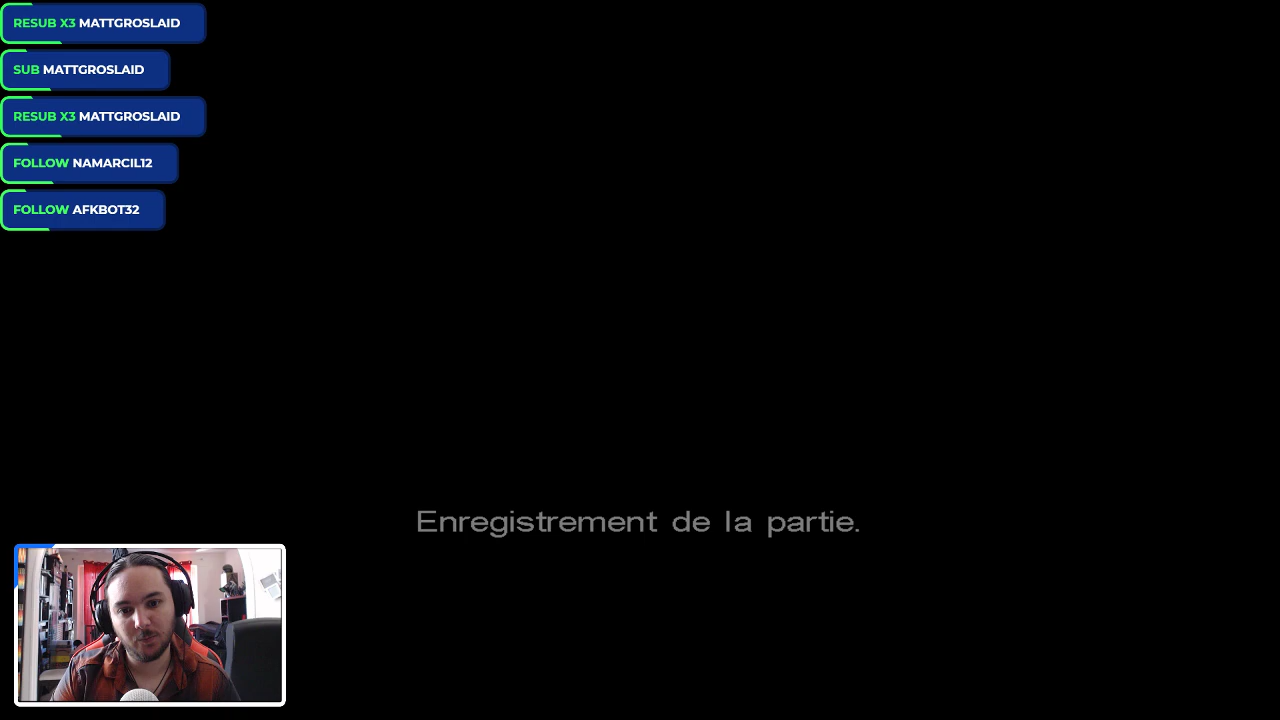 RESUB X3 MATTGROSLAID
SUB MATTGROSLAID
RESUB X3 MATTGROSLAID
FOLLOW NAMARCIL12
FOLLOW AFKBOT32
Enregistrement de la partie.